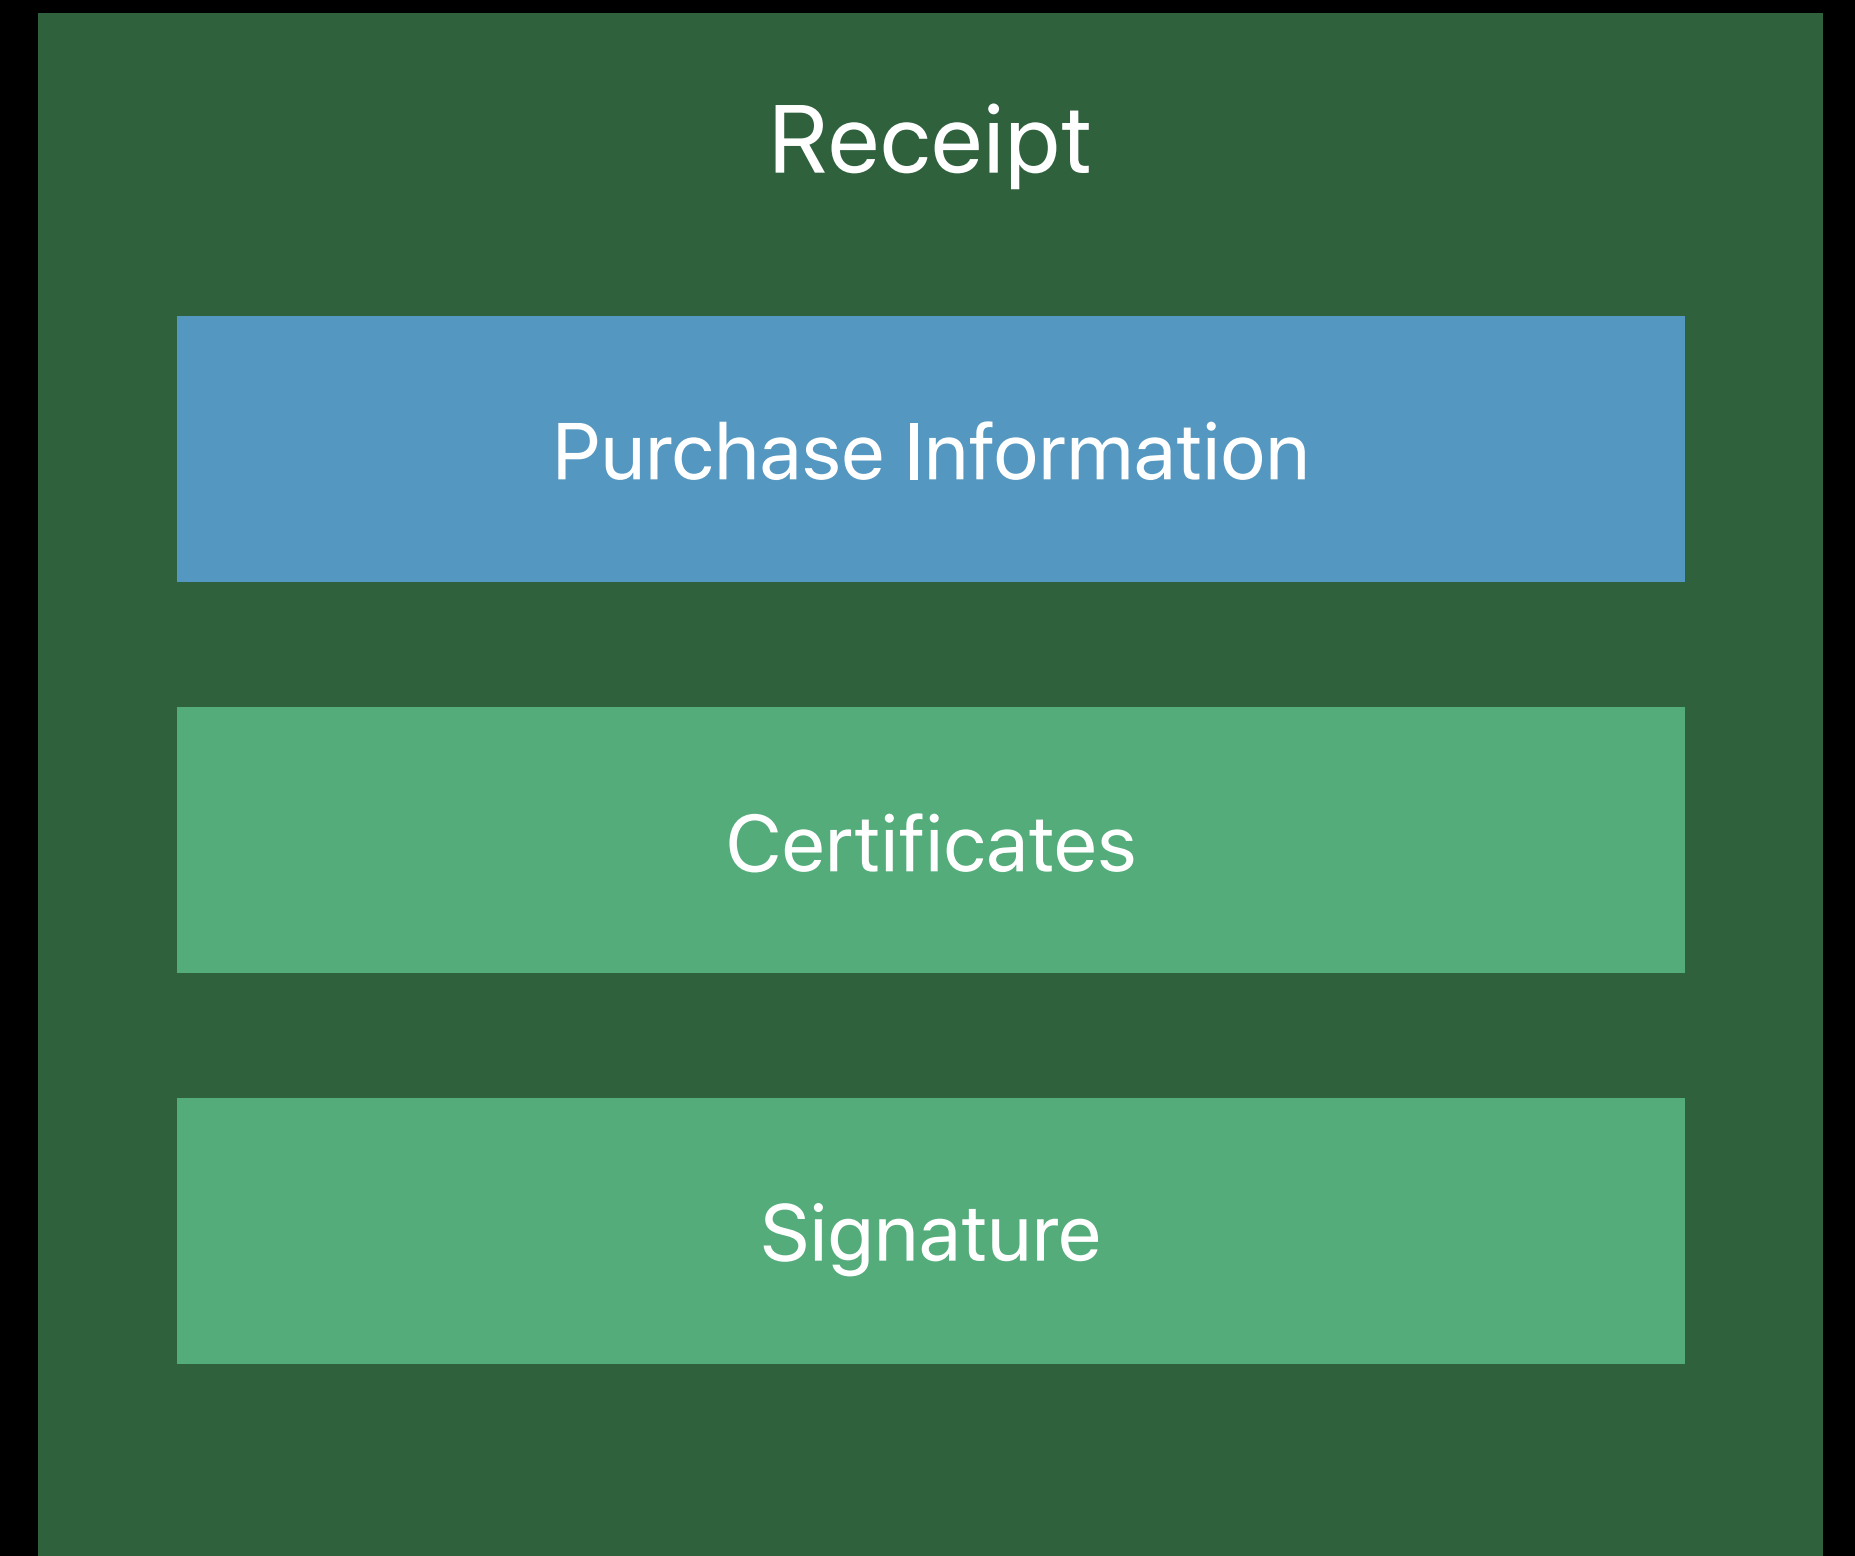 Receipt
Purchase Information
Certificates
Signature